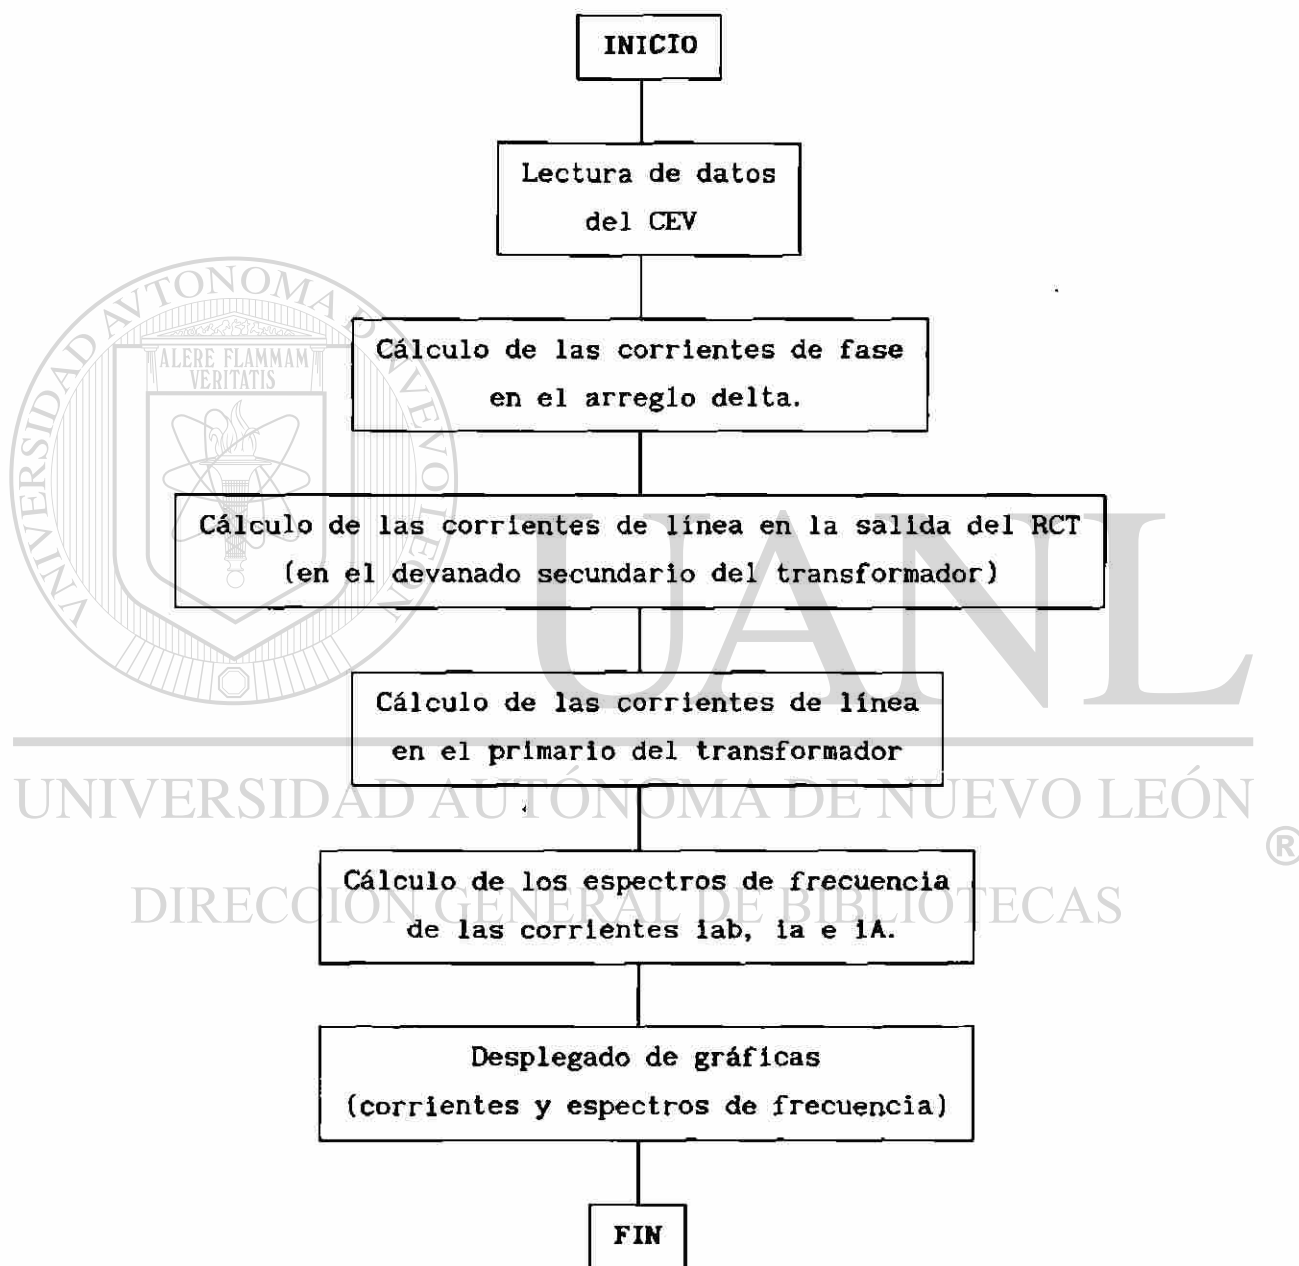 INICIO
Lectura de datos
del CEV
Cálculo de las corrientes de fase
en el arreglo delta.
Cálculo de las corrientes de línea en la salida del RCT
(en el devanado secundario del transformador)
Cálculo de las corrientes de línea
en el primario del transformador
Cálculo de los espectros de frecuencia
de las corrientes iab, ia e iA.
Desplegado de gráficas
(corrientes y espectros de frecuencia)
FIN
UNIVERSIDAD AVTONOMA D NVEVO LEON
ALERE FLAMMAM
VERITATIS
UANL
UNIVERSIDAD AUTÓNOMA DE NUEVO LEÓN
®
DIRECCIÓN GENERAL DE BIBLIOTECAS